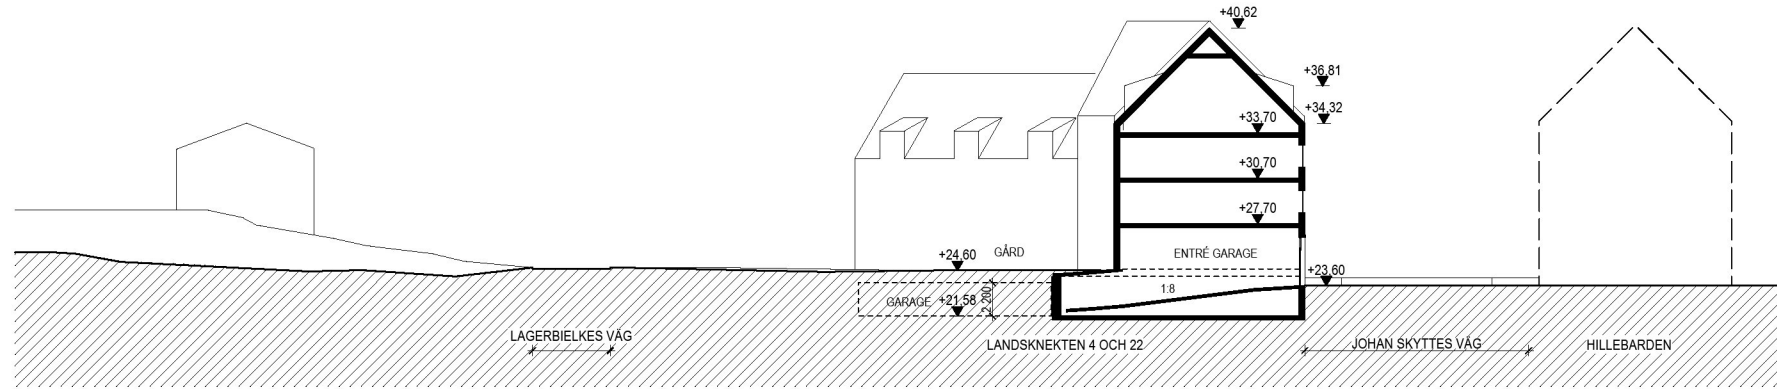 +40,62
+36,81
+34,32
+33,70
+30,70
+27,70
+24,60
GÅRD
ENTRÉ GARAGE
+23,60
1:8
GARAGE
+21,58
2 200
LAGERBIELKES VÄG
LANDSKNEKTEN 4 OCH 22
JOHAN SKYTTES VÄG
HILLEBARDEN